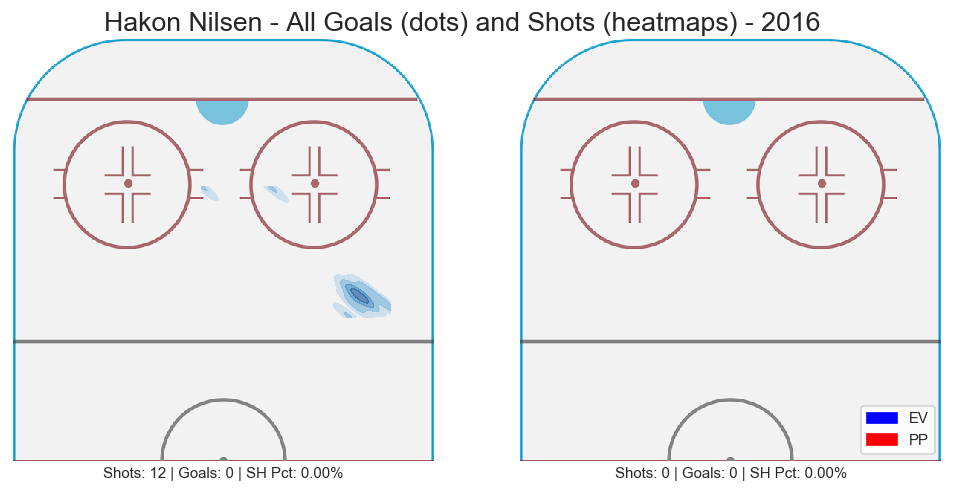 Hakon Nilsen - All Goals (dots) and Shots (heatmaps) - 2016
EV
PP
Shots: 12 | Goals: 0 | SH Pct: 0.00%
Shots: 0 | Goals: 0 | SH Pct: 0.00%